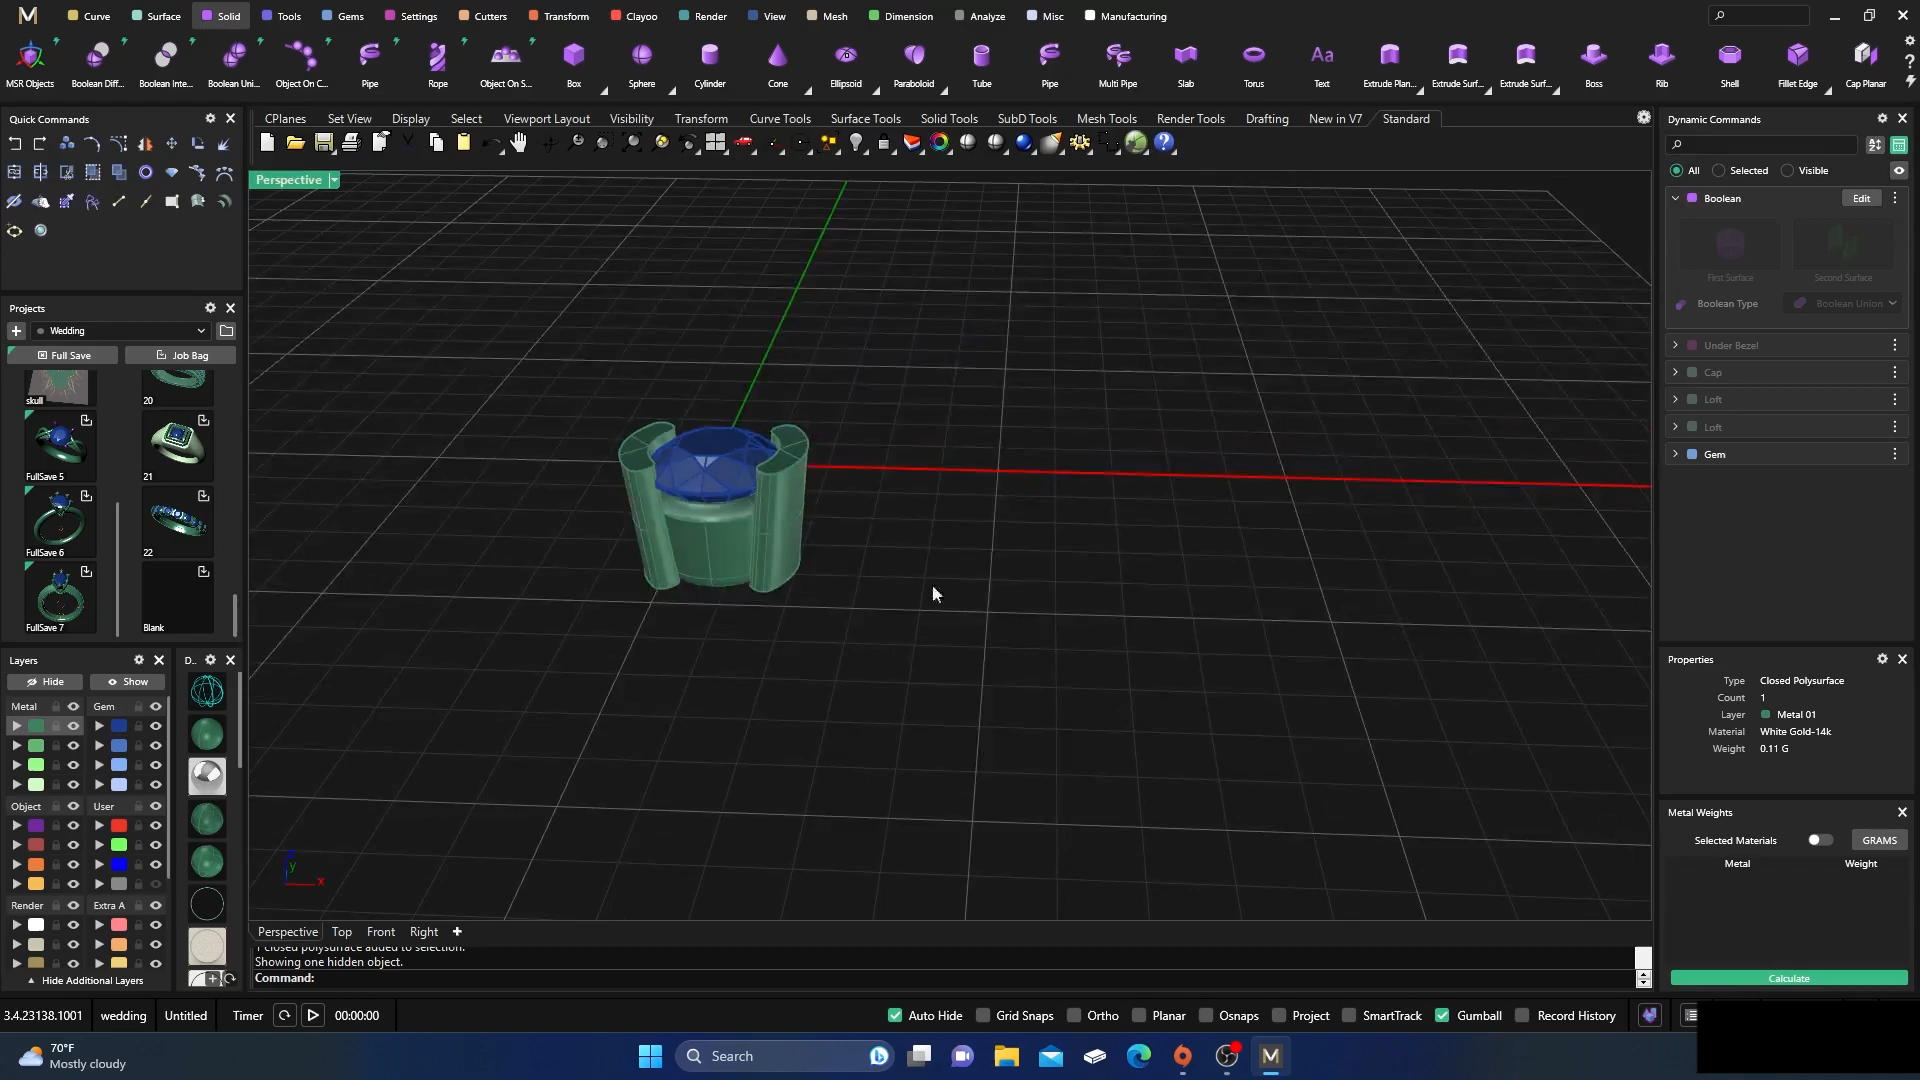 Curve Surface Solid Tools Gems Settings Cutters Transform Clayoo Render View Mesh Dimension Analyze Misc Manufacturing
MSR Objects Boolean Diff... Boolean Inte... Boolean Uni... Object On C... Pipe Rope Object On S... Box Sphere Cylinder Cone Ellipsoid Paraboloid Tube Pipe Multi Pipe Slab Torus Text Extrude Plan... Extrude Surf... Extrude Surf... Boss Rib Shell Fillet Edge Cap Planar
Quick Commands
CPlanes Set View Display Select Viewport Layout Visibility Transform Curve Tools Surface Tools Solid Tools SubD Tools Mesh Tools Render Tools Drafting New in V7 Standard
Perspective
Projects
Wedding
Full Save Job Bag
skull 20
FullSave 5 21
FullSave 6 22
FullSave 7 Blank
Layers D..
Hide Show
Metal Gem
Object User
Render Extra A
Hide Additional Layers
y
x
Perspective Top Front Right
1 closed polysurface added to selection.
Showing one hidden object.
Command:
Dynamic Commands
All Selected Visible
Boolean Edit
First Surface Second Surface
Boolean Type Boolean Union
Under Bezel
Cap
Loft
Loft
Gem
Properties
Type Closed Polysurface
Count 1
Layer Metal 01
Material White Gold-14k
Weight 0.11 G
Metal Weights
Selected Materials GRAMS
Metal Weight
Calculate
3.4.23138.1001 wedding Untitled Timer 00:00:00 Auto Hide Grid Snaps Ortho Planar Osnaps Project SmartTrack Gumball Record History
70°F
Mostly cloudy
Search